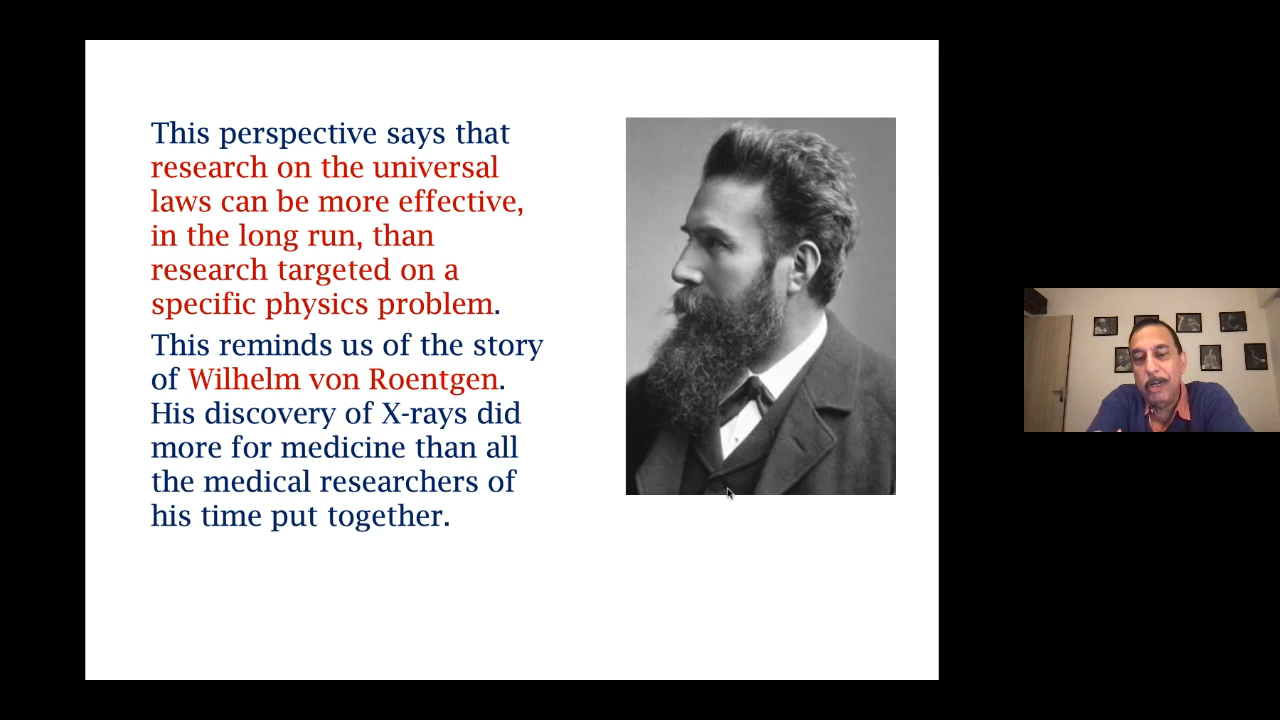 This perspective says that
research on the universal
laws can be more effective,
in the long run, than
research targeted on a
specific physics problem.
This reminds us of the story
of Wilhelm von Roentgen.
His discovery of X-rays did
more for medicine than all
the medical researchers of
his time put together.